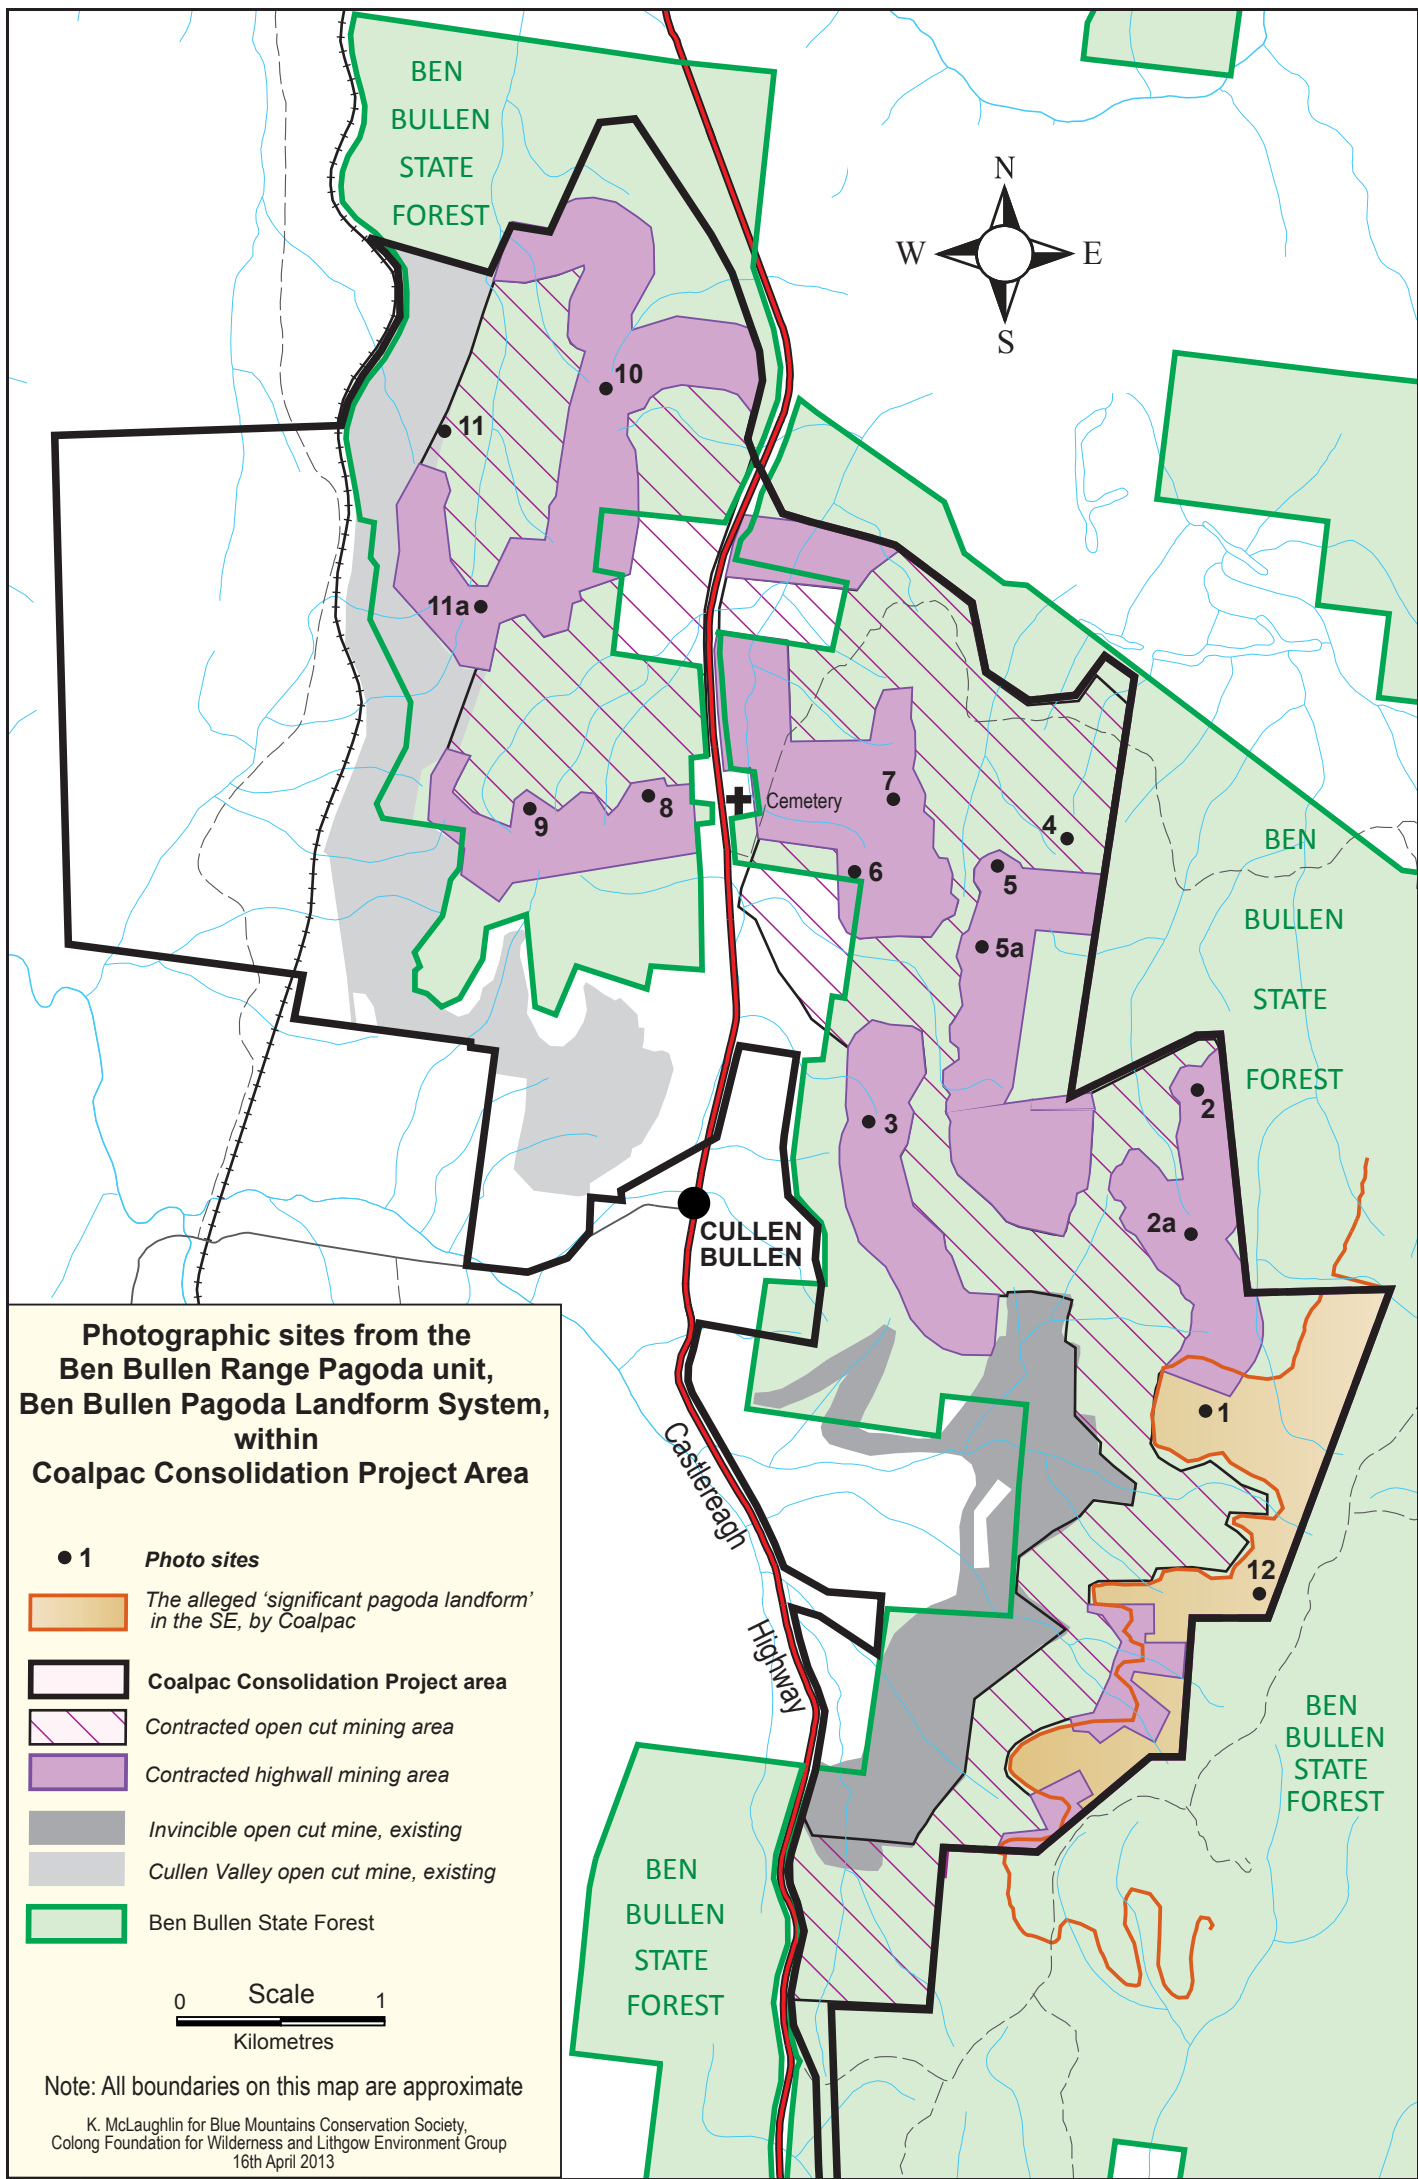 BEN
BULLEN
STATE
FOREST
N
W
E
S
10
11
11a
7
Cemetery
8
9
4
6
5
5a
BEN
BULLEN
STATE
FOREST
2
3
2a
CULLEN
BULLEN
1
Castlereagh
Highway
12
BEN
BULLEN
STATE
FOREST
BEN
BULLEN
STATE
FOREST
Photographic sites from the
Ben Bullen Range Pagoda unit,
Ben Bullen Pagoda Landform System,
within
Coalpac Consolidation Project Area
1 Photo sites
The alleged ‘significant pagoda landform’
in the SE, by Coalpac
Coalpac Consolidation Project area
Contracted open cut mining area
Contracted highwall mining area
Invincible open cut mine, existing
Cullen Valley open cut mine, existing
Ben Bullen State Forest
Scale
0 1
Kilometres
Note: All boundaries on this map are approximate
K. McLaughlin for Blue Mountains Conservation Society,
Colong Foundation for Wilderness and Lithgow Environment Group
16th April 2013